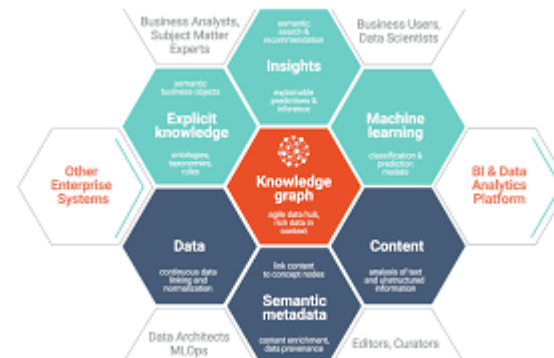 Business Analysts,
Subject Matter
Experts
semantic
search &
recommendation
Insights
explainable
predictions &
inference
Business Users,
Data Scientists
semantic
business objects
Explicit
knowledge
ontologies,
taxonomies,
rules
Machine
learning
classification &
prediction
models
Other
Enterprise
Systems
Knowledge
graph
agile data hub,
rich data in
context
BI & Data
Analytics
Platform
Data
continuous data
linking and
normalization
link content
to concept nodes
Semantic
metadata
content enrichment,
data provenance
Content
analysis of text
and unstructured
information
Data Architects
MLOps
Editors, Curators